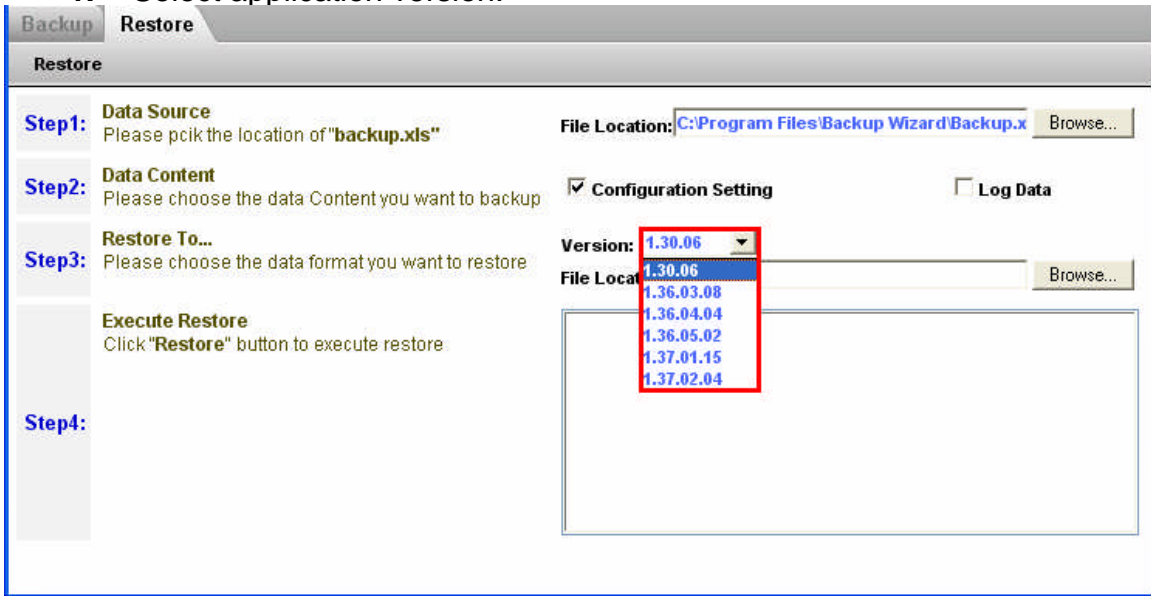 Select application version.
Backup Restore
Restore
Step1: Data Source
Please pcik the location of "backup.xls"
File Location: C:\Program Files\Backup Wizard\Backup.x Browse...
Step2: Data Content
Please choose the data Content you want to backup
Configuration Setting Log Data
Step3: Restore To...
Please choose the data format you want to restore
Version: 1.30.06
File Locat Browse...
1.30.06
1.36.03.08
1.36.04.04
1.36.05.02
1.37.01.15
1.37.02.04
Step4: Execute Restore
Click "Restore" button to execute restore